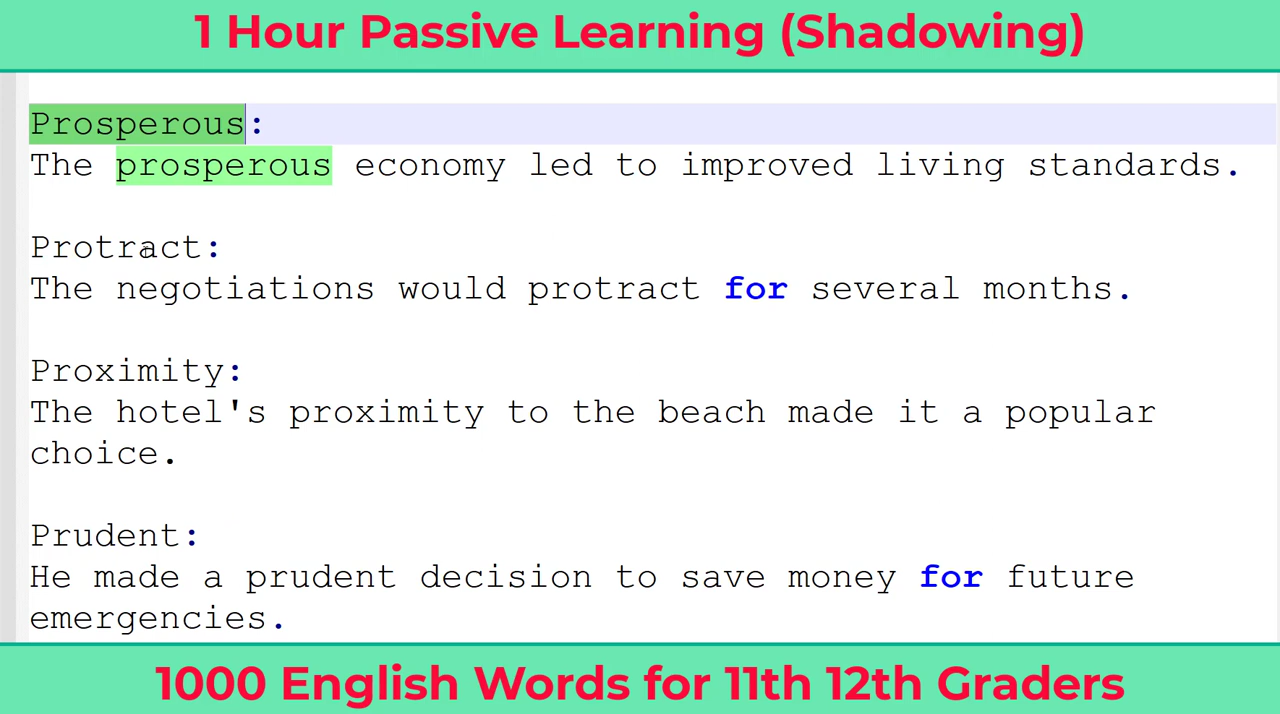 1 Hour Passive Learning (Shadowing)
Prosperous:
The prosperous economy led to improved living standards.
Protract:
The negotiations would protract for several months.
Proximity:
The hotel's proximity to the beach made it a popular
choice.
Prudent:
He made a prudent decision to save money for future
emergencies.
1000 English Words for 11th 12th Graders